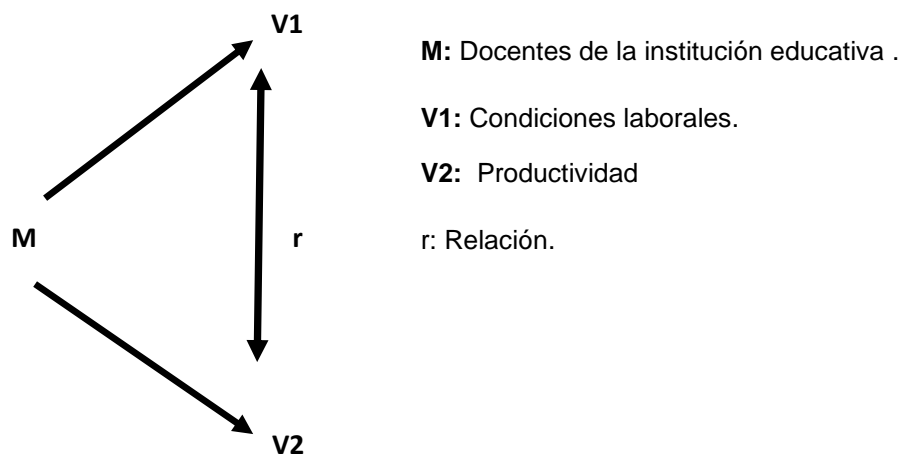 V1
M: Docentes de la institución educativa .
V1: Condiciones laborales.
V2: Productividad
M
r
r: Relación.
V2